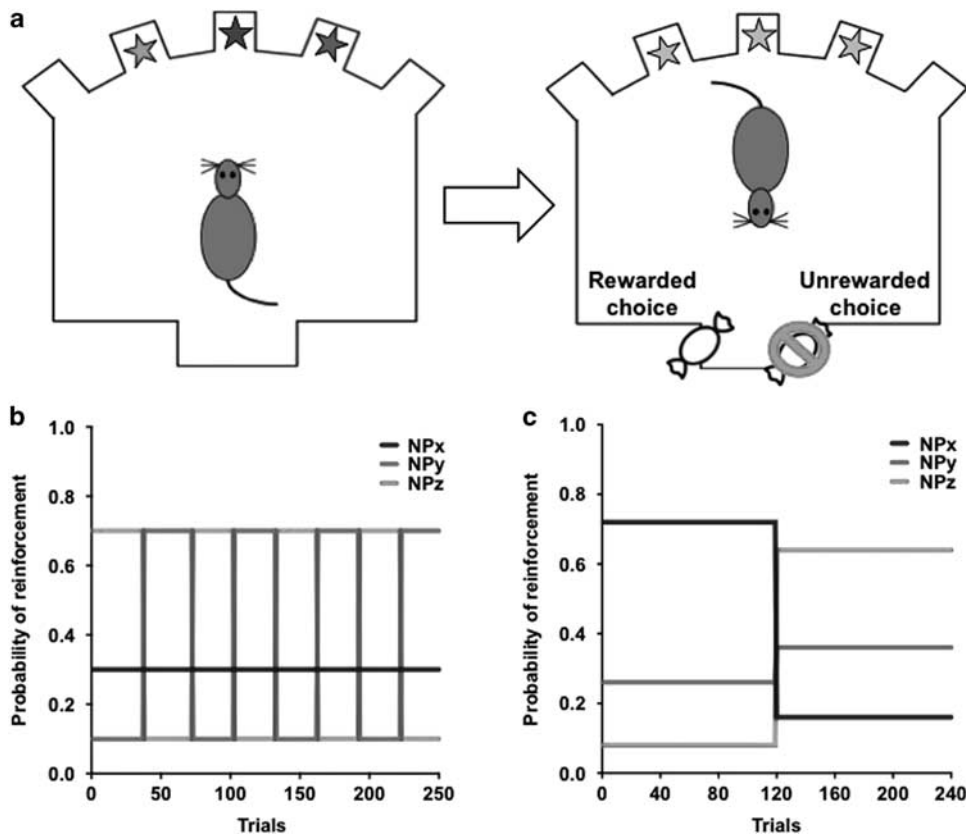 a
Rewarded
choice
Unrewarded
choice
b
1.0
0.8
0.6
0.4
0.2
0.0
Probability of reinforcement
NPx
NPy
NPz
0 50 100 150 200 250
Trials
c
1.0
0.8
0.6
0.4
0.2
0.0
Probability of reinforcement
NPx
NPy
NPz
0 40 80 120 160 200 240
Trials